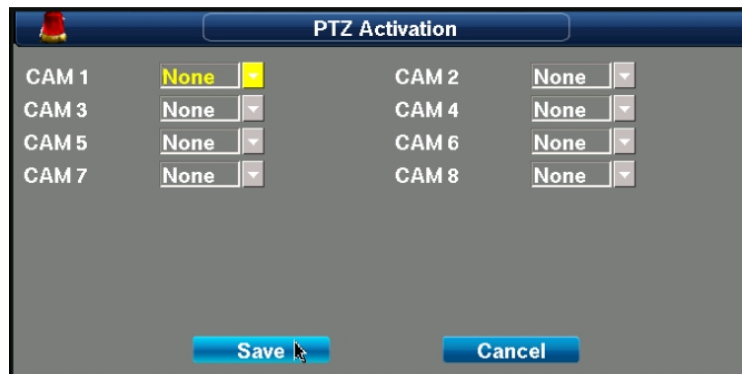 PTZ Activation
CAM 1 None CAM 2 None
CAM 3 None CAM 4 None
CAM 5 None CAM 6 None
CAM 7 None CAM 8 None
Save Cancel